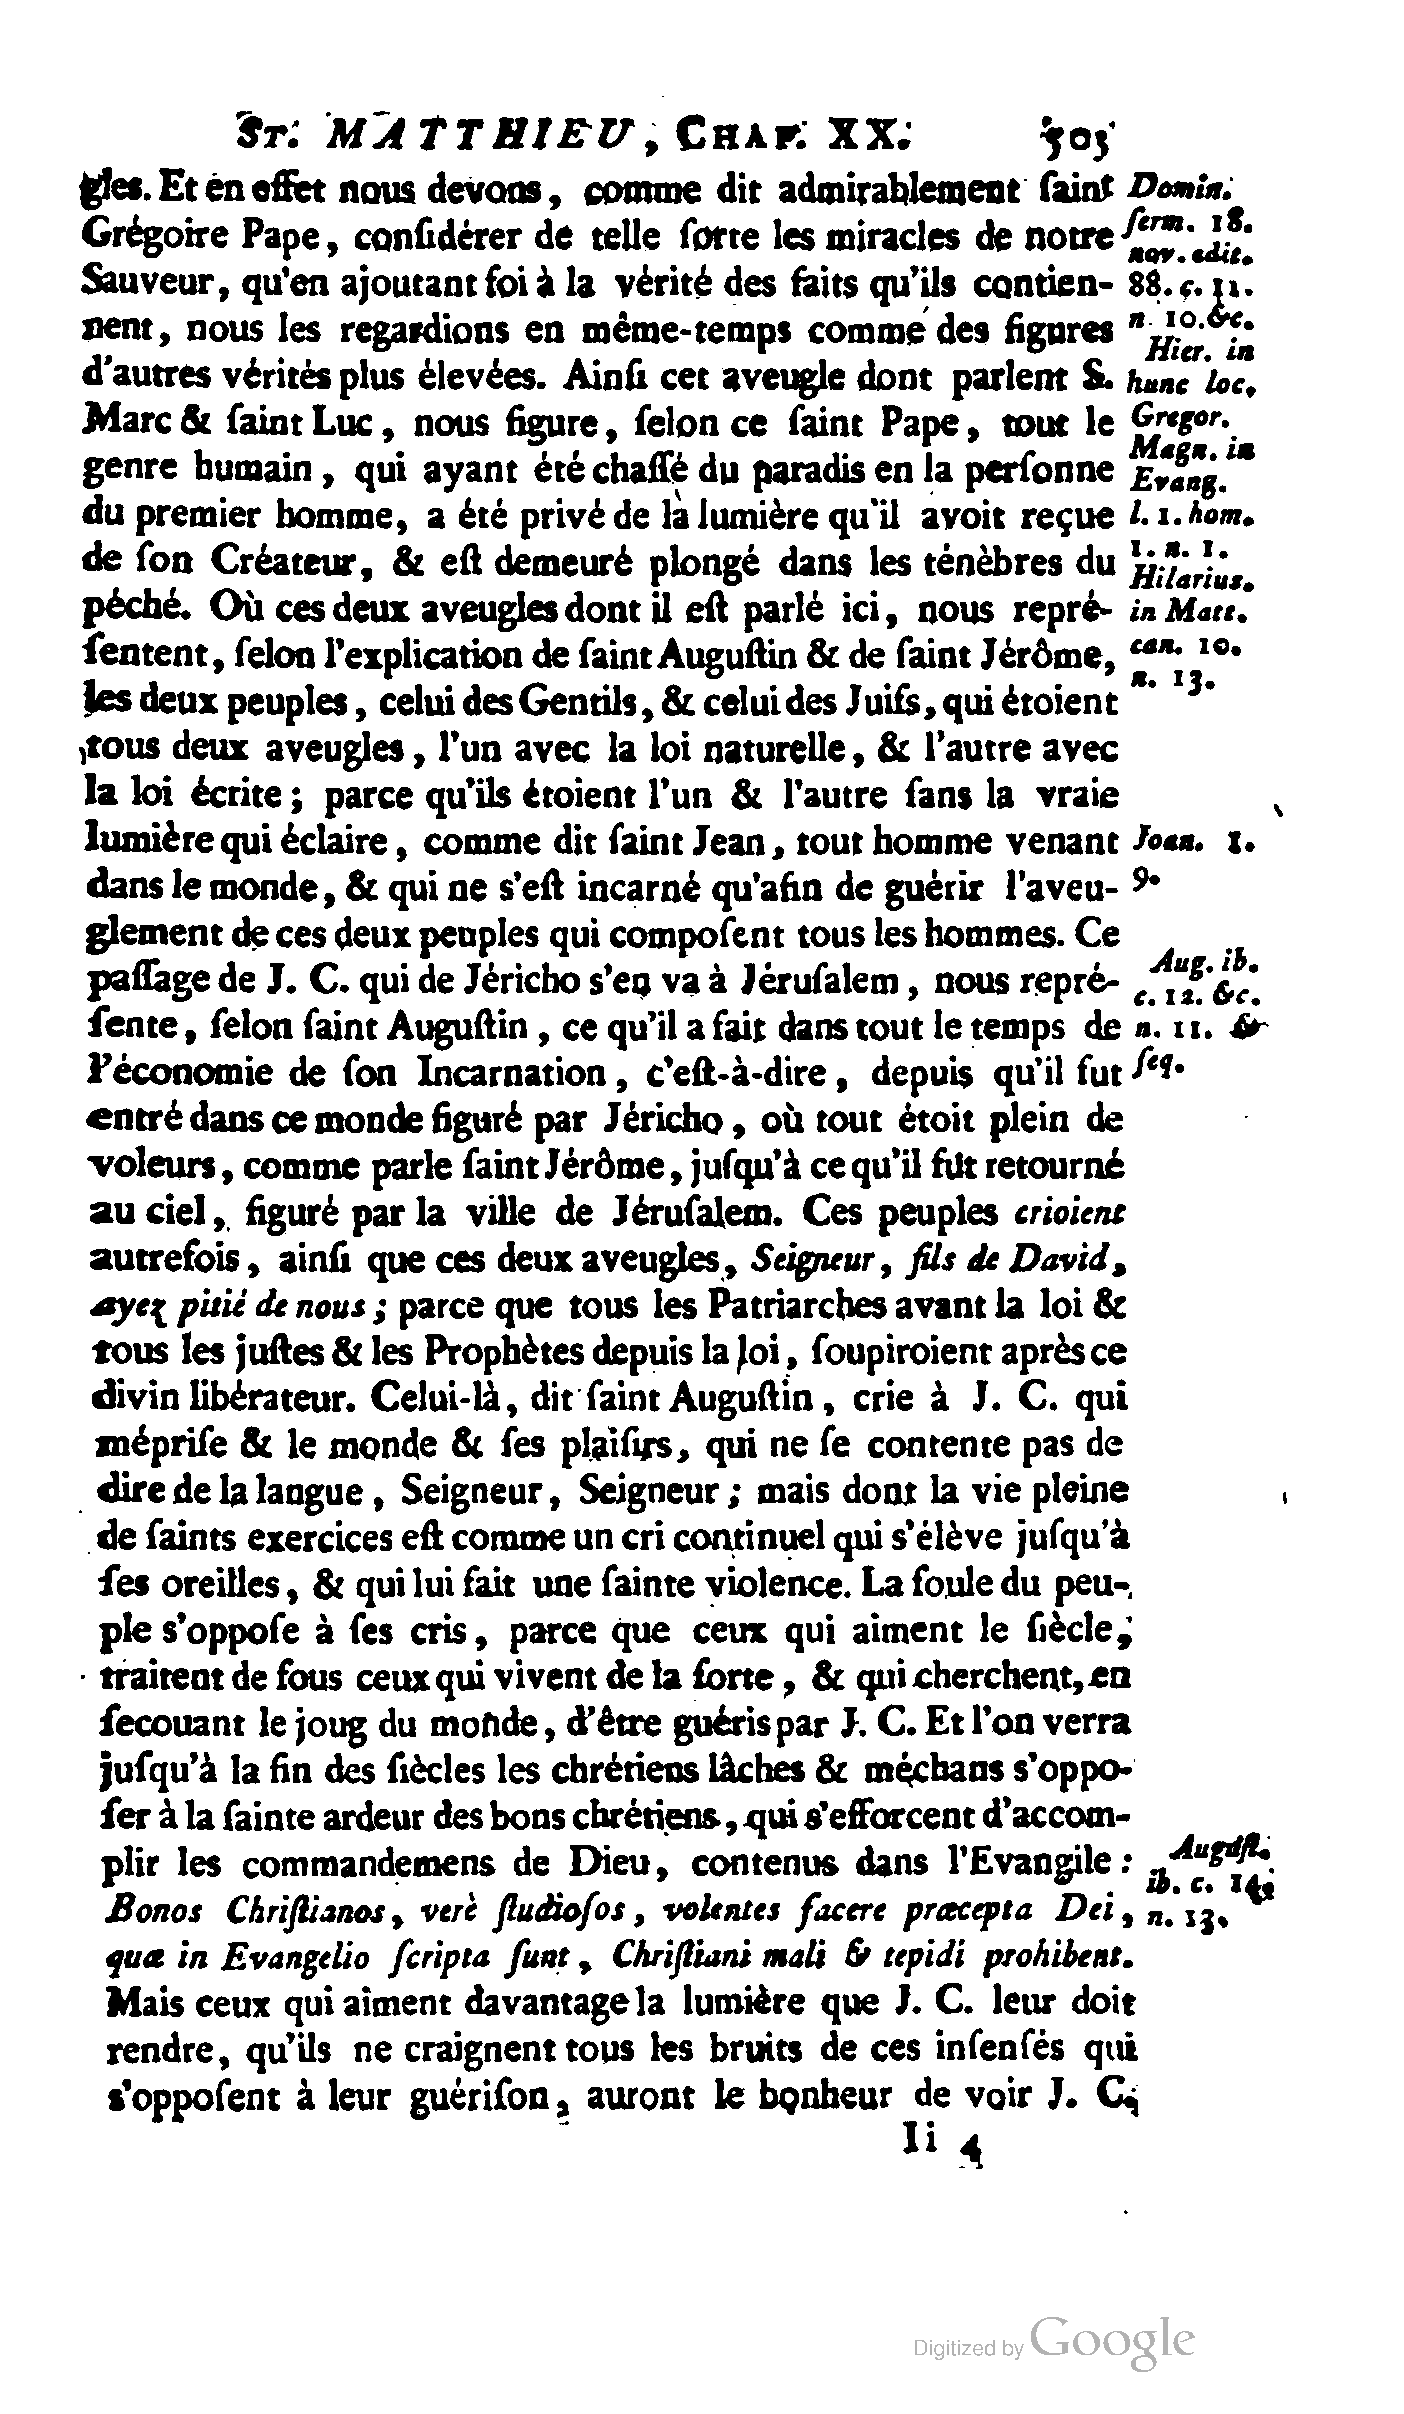 ST. MATTHIEU, CHAP. XX. 503
gles. Et en effet nous devons, comme dit admirablement ſaint
Grégoire Pape, conſidérer de telle ſorte les miracles de notre
Sauveur, qu'en ajoutant foi à la vérité des faits qu'ils contien-
nent, nous les regardions en même-temps comme des figures
d'autres vérités plus élevées. Ainſi cet aveugle dont parlent S.
Marc & ſaint Luc, nous figure, ſelon ce ſaint Pape, tout le
genre humain, qui ayant été chaſſé du paradis en la perſonne
du premier homme, a été privé de la lumière qu'il avoit reçue
de ſon Créateur, & eſt demeuré plongé dans les ténèbres du
péché. Où ces deux aveugles dont il eſt parlé ici, nous repré-
ſentent, ſelon l'explication de ſaint Auguſtin & de ſaint Jérôme,
les deux peuples, celui des Gentils, & celui des Juifs, qui étoient
tous deux aveugles, l'un avec la loi naturelle, & l'autre avec
la loi écrite; parce qu'ils étoient l'un & l'autre ſans la vraie
lumière qui éclaire, comme dit ſaint Jean, tout homme venant
dans le monde, & qui ne s'eſt incarné qu'afin de guérir l'aveu-
glement de ces deux peuples qui compoſent tous les hommes. Ce
paſſage de J. C. qui de Jéricho s'en va à Jéruſalem, nous repré-
ſente, ſelon ſaint Auguſtin, ce qu'il a fait dans tout le temps de
l'économie de ſon Incarnation, c'eſt-à-dire, depuis qu'il fut
entré dans ce monde figuré par Jéricho, où tout étoit plein de
voleurs, comme parle ſaint Jérôme, juſqu'à ce qu'il fût retourné
au ciel, figuré par la ville de Jéruſalem. Ces peuples crioient
autrefois, ainſi que ces deux aveugles, Seigneur, fils de David,
ayez pitié de nous; parce que tous les Patriarches avant la loi &
tous les juſtes & les Prophètes depuis la loi, ſoupiroient après ce
divin libérateur. Celui-là, dit ſaint Auguſtin, crie à J. C. qui
mépriſe & le monde & ſes plaiſirs, qui ne ſe contente pas de
dire de la langue, Seigneur, Seigneur; mais dont la vie pleine
de ſaints exercices eſt comme un cri continuel qui s'élève juſqu'à
ſes oreilles, & qui lui fait une ſainte violence. La foule du peu-
ple s'oppoſe à ſes cris, parce que ceux qui aiment le ſiècle,
traitent de fous ceux qui vivent de la ſorte, & qui cherchent, en
ſecouant le joug du monde, d'être guéris par J. C. Et l'on verra
juſqu'à la fin des ſiècles les chrétiens lâches & méchans s'oppo-
ſer à la ſainte ardeur des bons chrétiens, qui s'efforcent d'accom-
plir les commandemens de Dieu, contenus dans l'Evangile:
Bonos Chriſtianos, verè ſtudioſos, volentes facere præcepta Dei,
quæ in Evangelio ſcripta ſunt, Chriſtiani mali & tepidi prohibent.
Mais ceux qui aiment davantage la lumière que J. C. leur doit
rendre, qu'ils ne craignent tous les bruits de ces inſenſés qui
s'oppoſent à leur guériſon, auront le bonheur de voir J. C.
Ii 4
Domin.
ſerm. 18.
nov. edit.
88. c. 11.
n. 10. &c.
Hier. in
hunc loc.
Gregor.
Magn. in
Evang.
l. 1. hom.
1. n. 1.
Hilarius.
in Matt.
can. 10.
n. 13.
Joan. 1.
9.
Aug. ib.
c. 12. &c.
n. 11. &
ſeq.
Auguſt.
ib. c. 14.
n. 13.
Digitized by Google